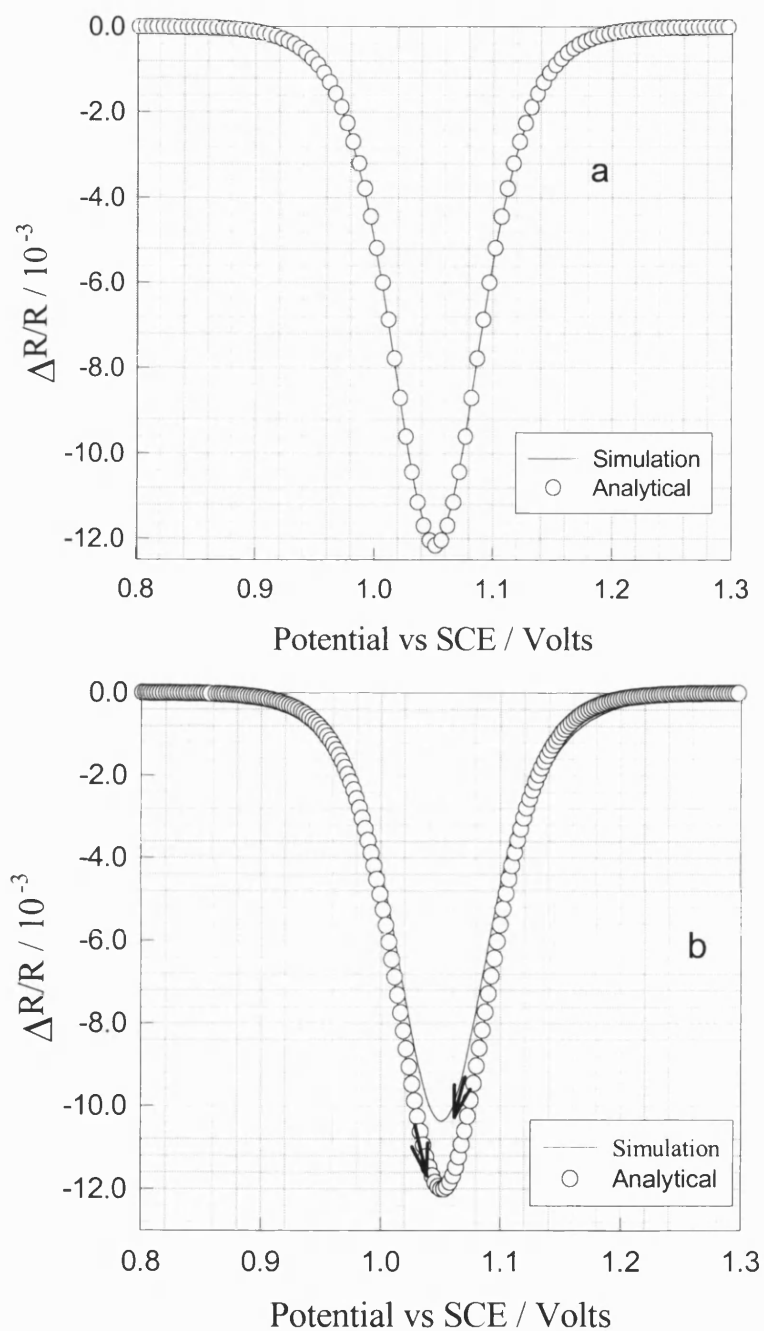 0.0
-2.0
-4.0
-6.0
-8.0
-10.0
-12.0
ΔR/R / 10⁻³
a
Simulation
Analytical
0.8 0.9 1.0 1.1 1.2 1.3
Potential vs SCE / Volts
0.0
-2.0
-4.0
-6.0
-8.0
-10.0
-12.0
ΔR/R / 10⁻³
b
Simulation
Analytical
0.8 0.9 1.0 1.1 1.2 1.3
Potential vs SCE / Volts